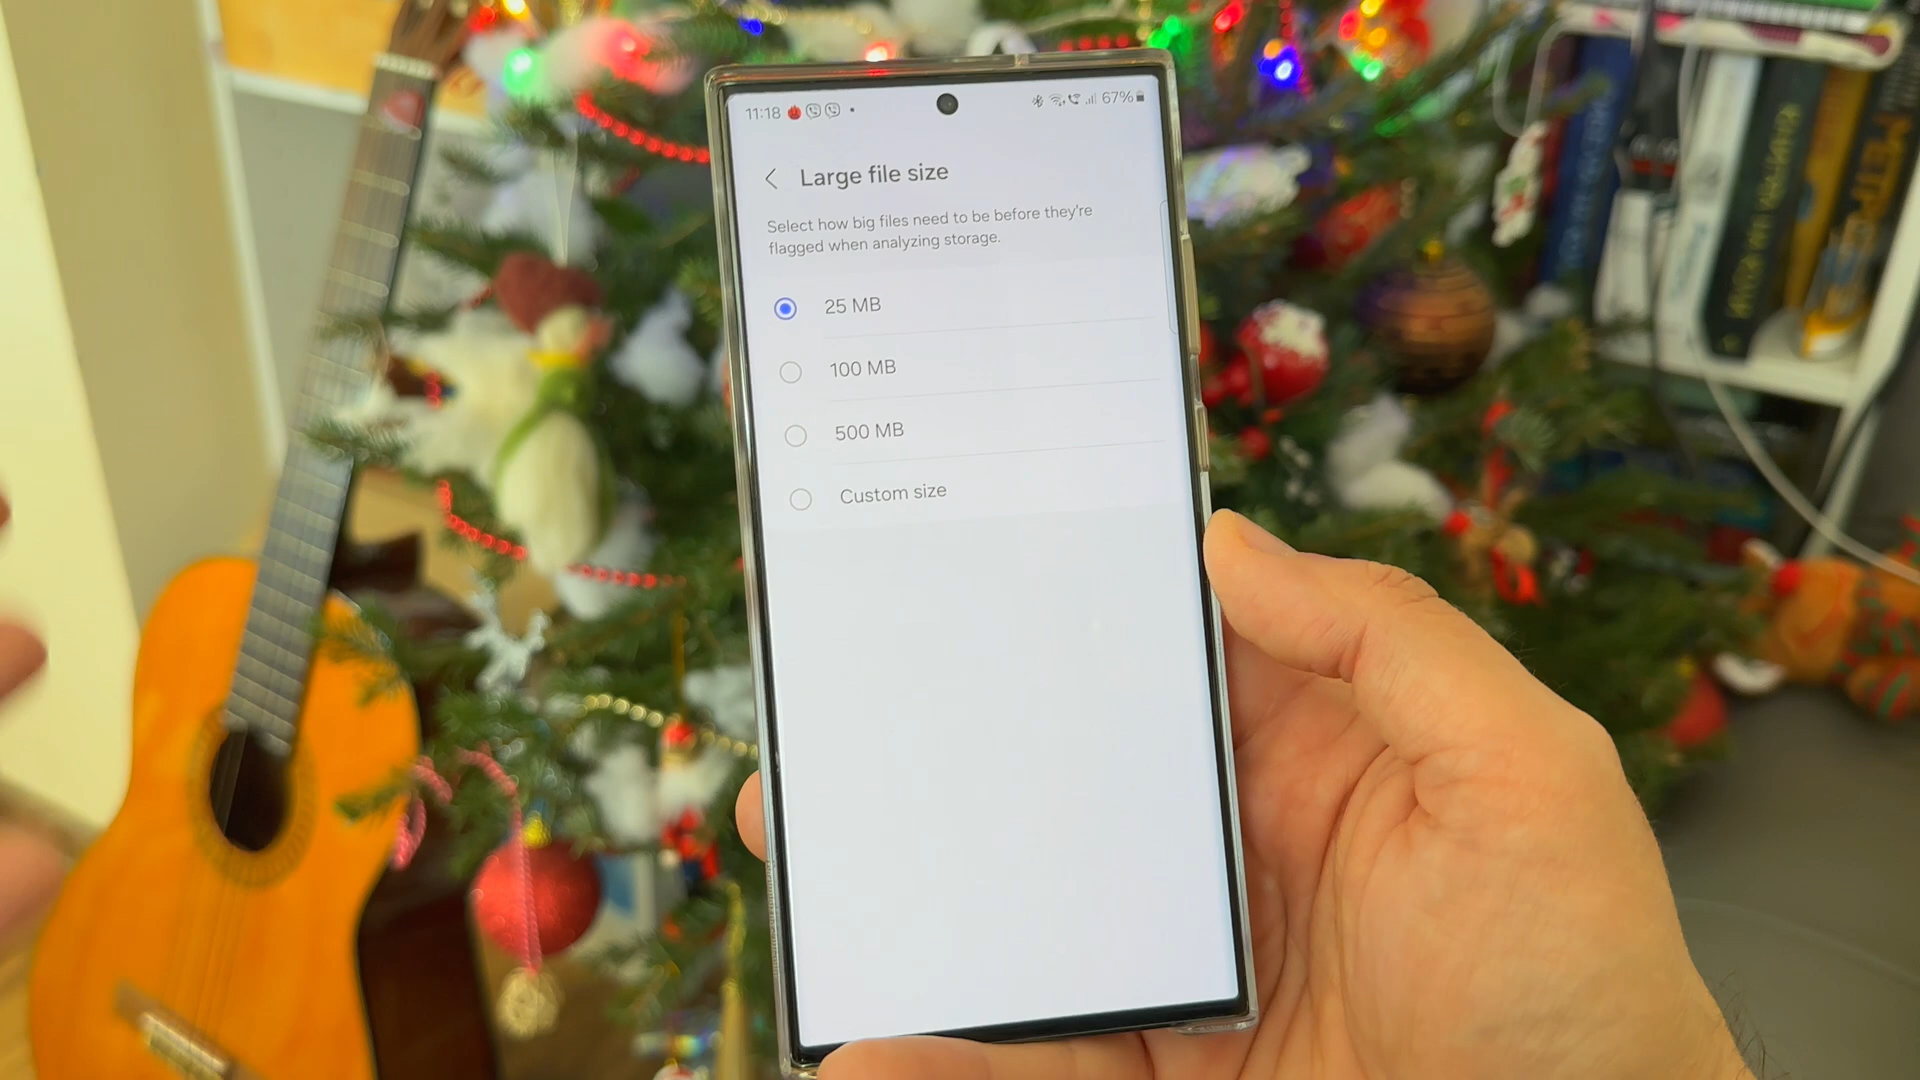 11:18
67%
Large file size
Select how big files need to be before they're
flagged when analyzing storage.
25 MB
100 MB
500 MB
Custom size